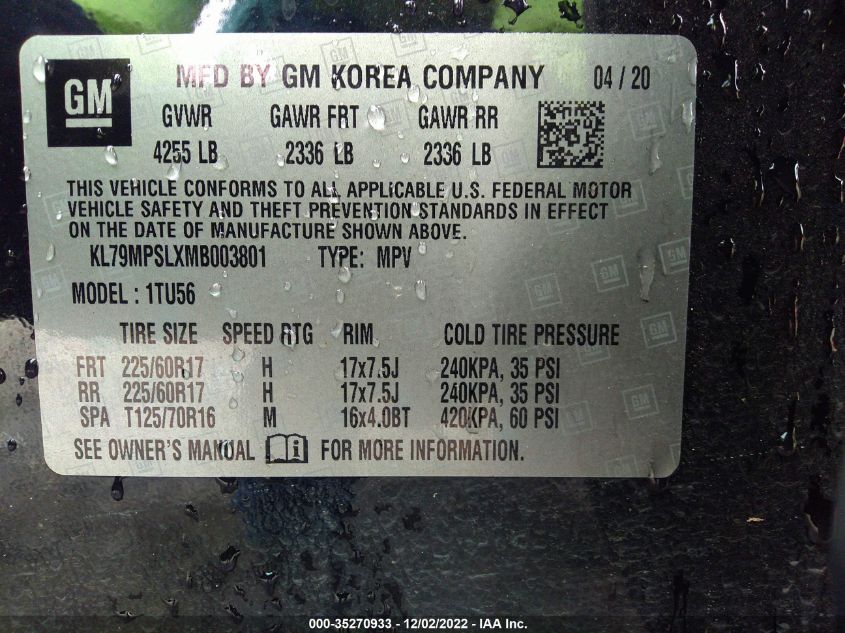 GM MFD BY GM KOREA COMPANY 04 / 20
GVWR GAWR FRT GAWR RR
4255 LB 2336 LB 2336 LB
THIS VEHICLE CONFORMS TO ALL APPLICABLE U.S. FEDERAL MOTOR
VEHICLE SAFETY AND THEFT PREVENTION STANDARDS IN EFFECT
ON THE DATE OF MANUFACTURE SHOWN ABOVE.
KL79MPSLXMB003801 TYPE: MPV
MODEL : 1TU56
TIRE SIZE SPEED RTG RIM COLD TIRE PRESSURE
FRT 225/60R17 H 17x7.5J 240KPA, 35 PSI
RR 225/60R17 H 17x7.5J 240KPA, 35 PSI
SPA T125/70R16 M 16x4.0BT 420KPA, 60 PSI
SEE OWNER'S MANUAL i FOR MORE INFORMATION.
000-35270933 - 12/02/2022 - IAA Inc.